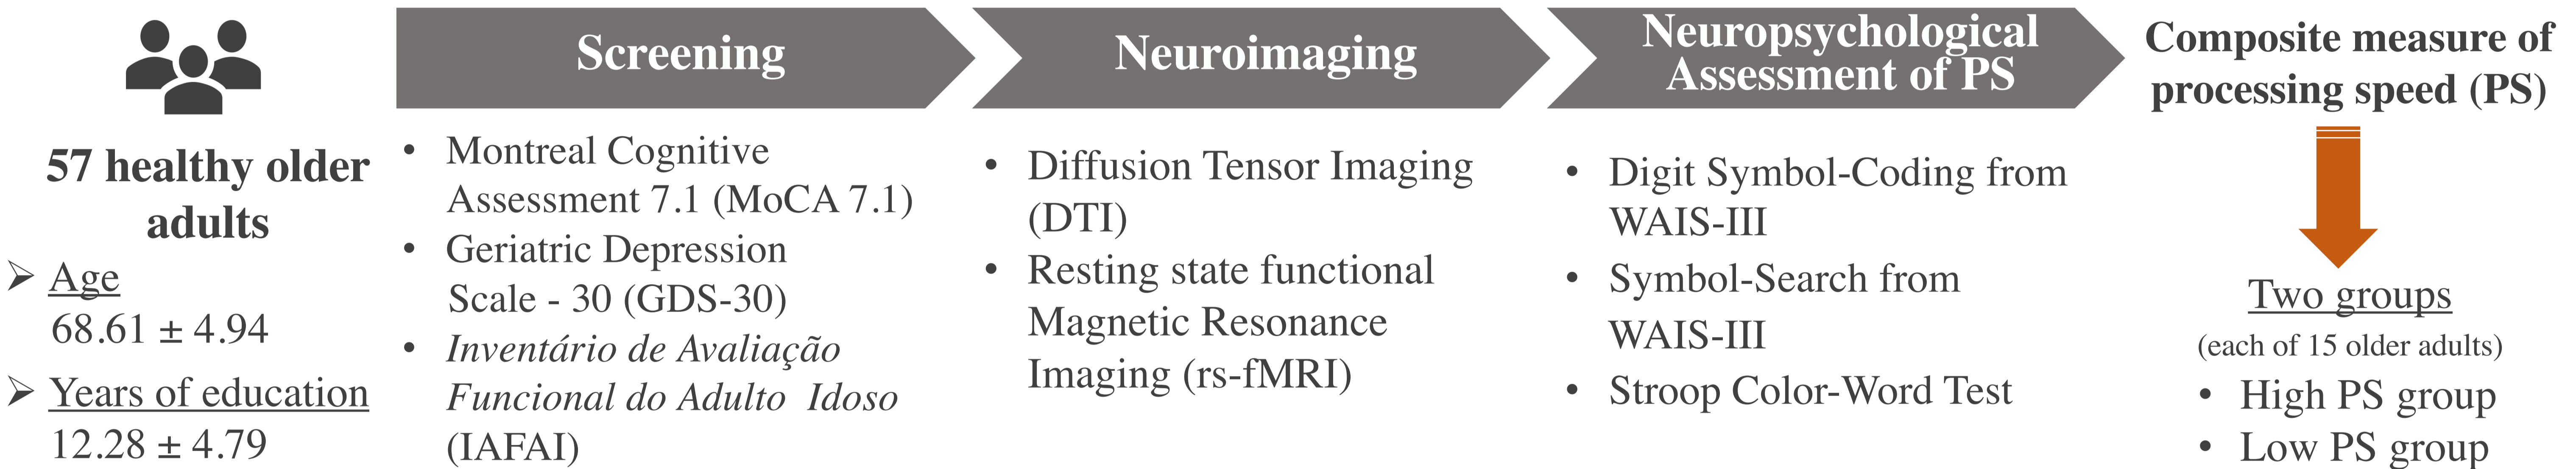 57 healthy older
adults
Age
68.61 ± 4.94
Years of education
12.28 ± 4.79
Screening
• Montreal Cognitive
Assessment 7.1 (MoCA 7.1)
• Geriatric Depression
Scale - 30 (GDS-30)
• Inventário de Avaliação
Funcional do Adulto Idoso
(IAFAI)
Neuroimaging
• Diffusion Tensor Imaging
(DTI)
• Resting state functional
Magnetic Resonance
Imaging (rs-fMRI)
Neuropsychological
Assessment of PS
• Digit Symbol-Coding from
WAIS-III
• Symbol-Search from
WAIS-III
• Stroop Color-Word Test
Composite measure of
processing speed (PS)
Two groups
(each of 15 older adults)
• High PS group
• Low PS group